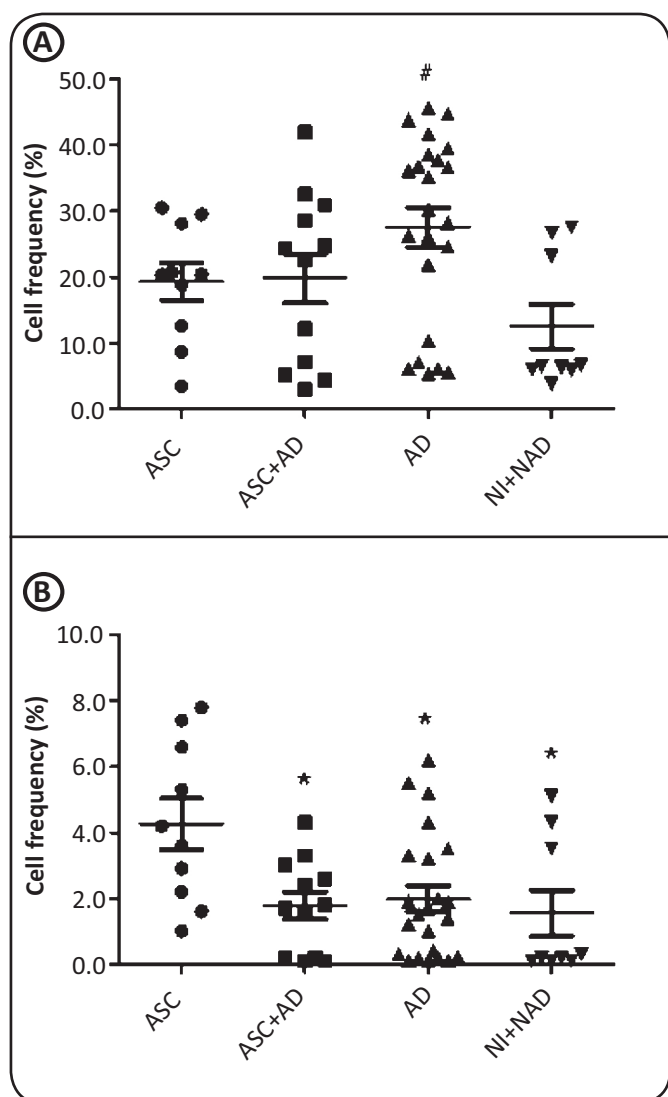 A
#
50.0
40.0
30.0
20.0
10.0
0.0
Cell frequency (%)
ASC
ASC+AD
AD
NI+NAD
B
10.0
8.0
6.0
4.0
2.0
0.0
Cell frequency (%)
*
*
*
ASC
ASC+AD
AD
NI+NAD